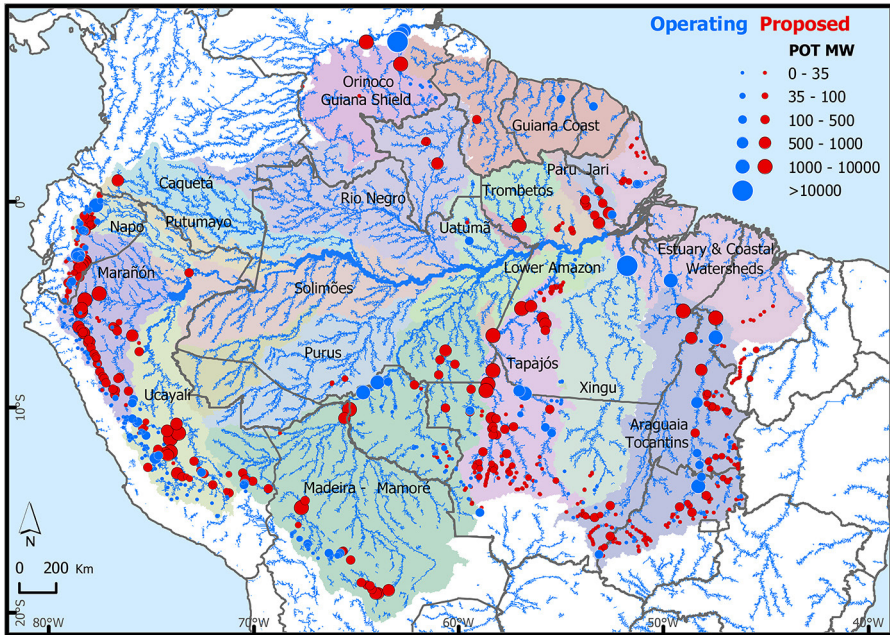 Operating Proposed
POT MW
0 - 35
35 - 100
100 - 500
500 - 1000
1000 - 10000
>10000
Orinoco
Guiana Shield
Guiana Coast
Paru Jari
Caqueta
Rio Negro
Trombetos
0°
Putumayo
Napo
Uatumã
Estuary & Coastal
Watersheds
Marañón
Lower Amazon
Solimões
Purus
Tapajós
Xingu
Ucayali
10°S
Araguaia
Tocantins
Madeira - Mamoré
N
0 200 Km
20°S
80°W
70°W
60°W
50°W
40°W